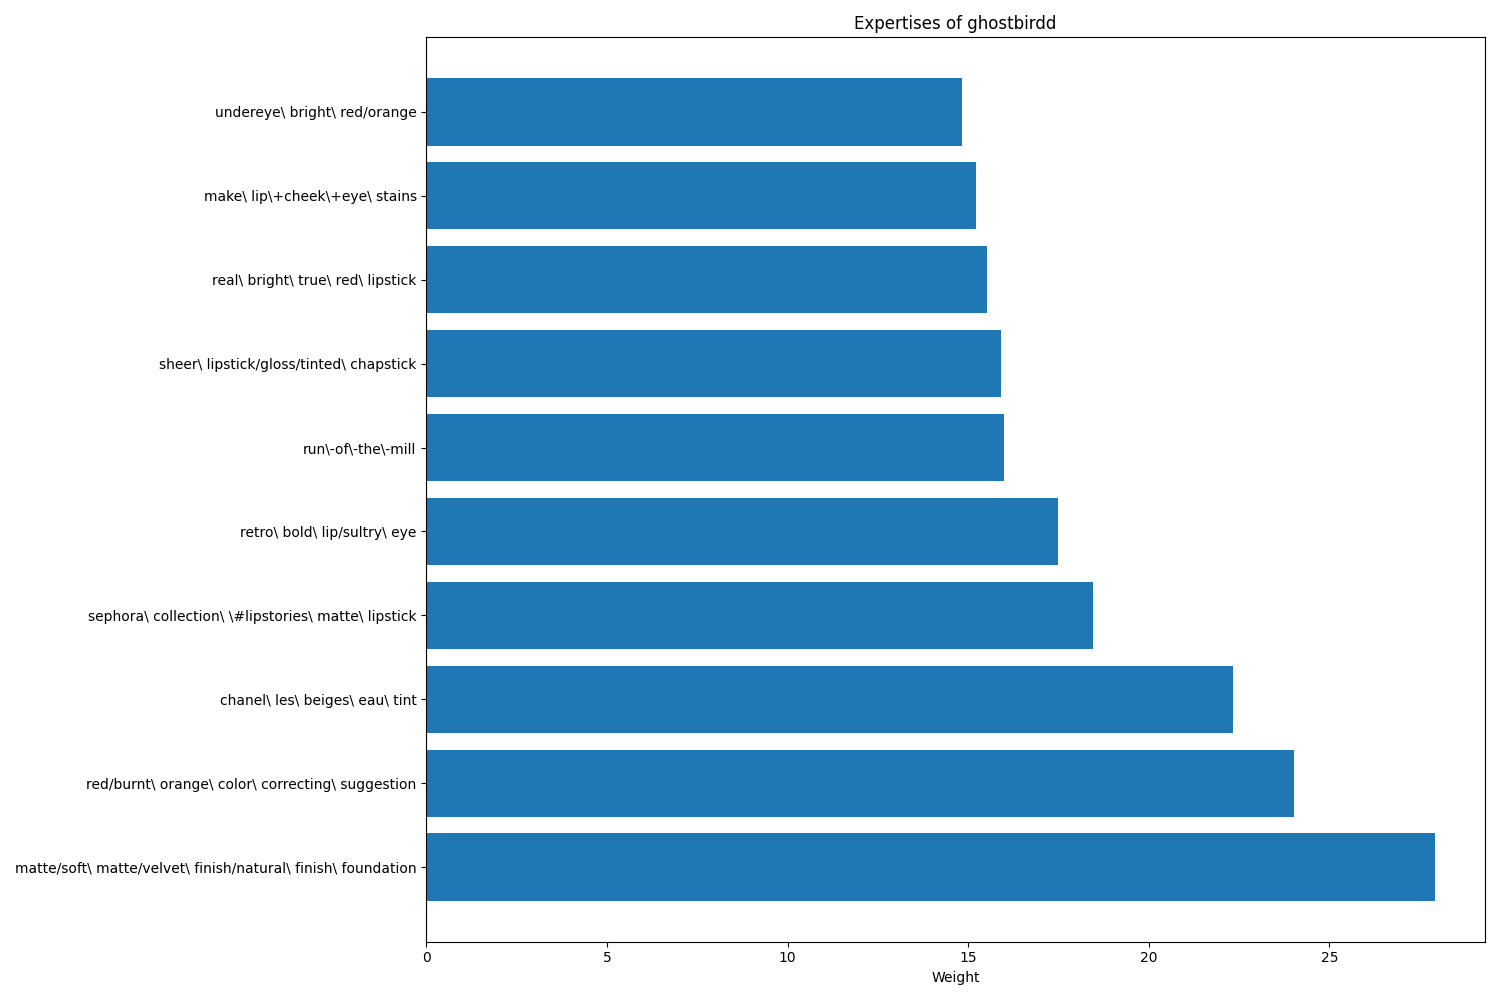 Expertises of ghostbirdd
undereye\ bright\ red/orange
make\ lip\+cheek\+eye\ stains
real\ bright\ true\ red\ lipstick
sheer\ lipstick/gloss/tinted\ chapstick
run\-of\-the\-mill
retro\ bold\ lip/sultry\ eye
sephora\ collection\ \#lipstories\ matte\ lipstick
chanel\ les\ beiges\ eau\ tint
red/burnt\ orange\ color\ correcting\ suggestion
matte/soft\ matte/velvet\ finish/natural\ finish\ foundation
0 5 10 15 20 25
Weight